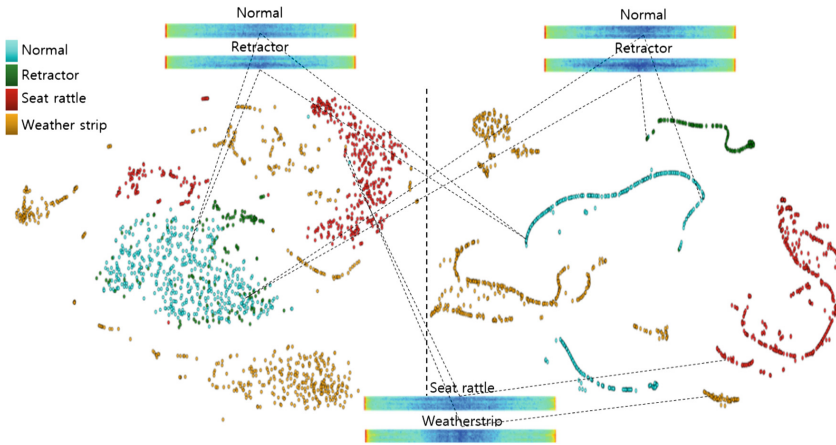 Normal
Retractor
Normal
Retractor
Normal
Retractor
Seat rattle
Weather strip
Seat rattle
Weatherstrip